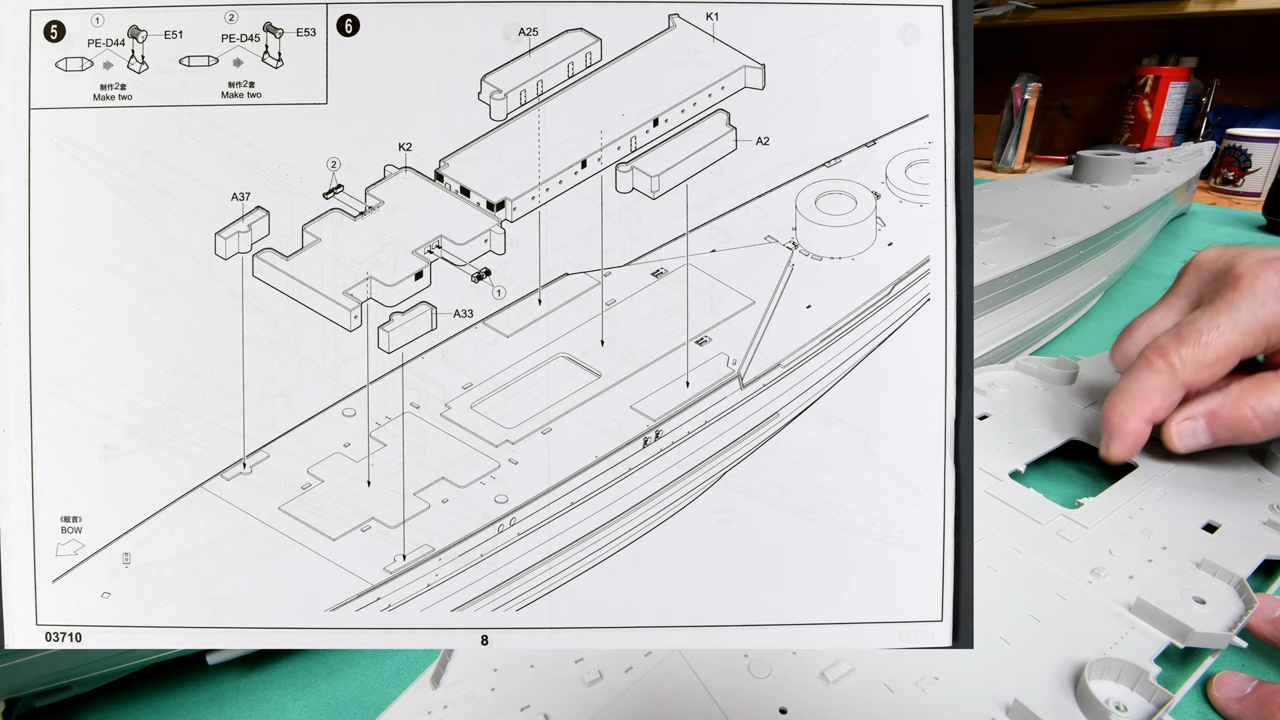 5
1
PE-D44
E51
制作2套
Make two
2
PE-D45
E53
制作2套
Make two
6
A25
K1
A2
K2
2
A37
1
A33
《舰首》
BOW
03710
8